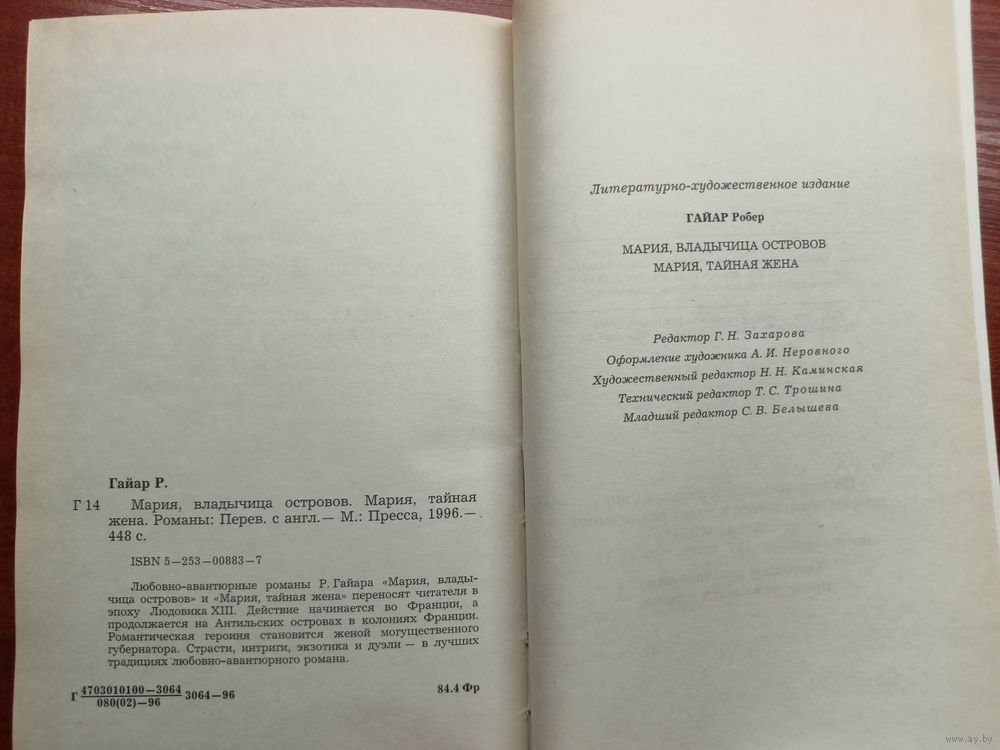 Гайар Р.
Г 14 Мария, владычица островов. Мария, тайная
жена. Романы: Перев. с англ.— М.: Пресса, 1996.—
448 с.
ISBN 5—253—00883—7
Любовно-авантюрные романы Р. Гайара «Мария, влады-
чица островов» и «Мария, тайная жена» переносят читателя в
эпоху Людовика XIII. Действие начинается во Франции, а
продолжается на Антильских островах в колониях Франции.
Романтическая героиня становится женой могущественного
губернатора. Страсти, интриги, экзотика и дуэли — в лучших
традициях любовно-авантюрного романа.
4703010100—3064
Г 3064—96
080(02)—96
84.4 Фр
Литературно-художественное издание
ГАЙАР Робер
МАРИЯ, ВЛАДЫЧИЦА ОСТРОВОВ
МАРИЯ, ТАЙНАЯ ЖЕНА
Редактор Г. Н. Захарова
Оформление художника А. И. Неровного
Художественный редактор Н. Н. Каминская
Технический редактор Т. С. Трошина
Младший редактор С. В. Белышева
www.ay.by